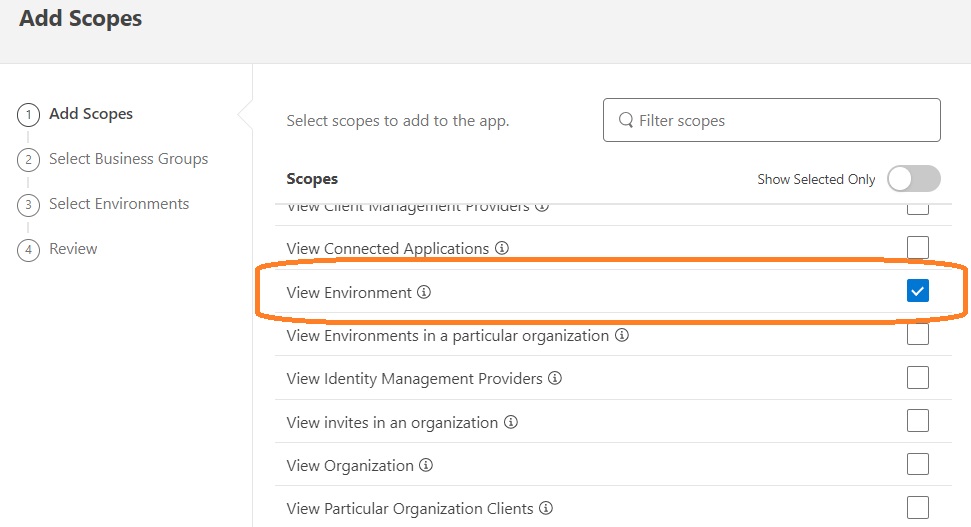 Add Scopes
1 Add Scopes
2 Select Business Groups
3 Select Environments
4 Review
Select scopes to add to the app.
Filter scopes
Scopes
Show Selected Only
View Client Management Providers
View Connected Applications
View Environment
View Environments in a particular organization
View Identity Management Providers
View invites in an organization
View Organization
View Particular Organization Clients